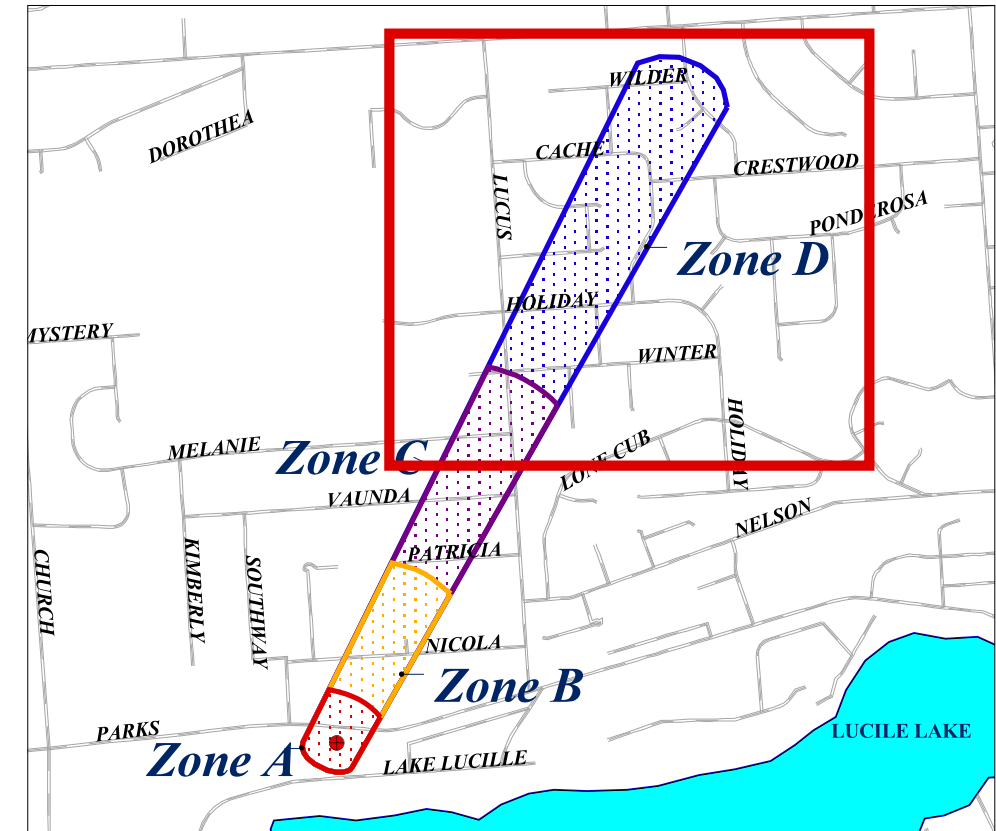 WILDER
DOROTHEA
CACHE
CRESTWOOD
LUCUS
PONDEROSA
Zone D
HOLIDAY
MYSTERY
WINTER
HOLIDAY
MELANIE
Zone C
LONE CUB
VAUNDA
NELSON
PATRICIA
CHURCH
KIMBERLY
SOUTHWAY
NICOLA
Zone B
PARKS
LUCILE LAKE
Zone A
LAKE LUCILLE